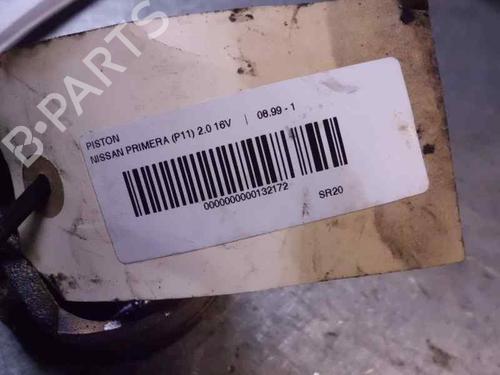 B-PARTS
PISTON
NISSAN PRIMERA (P11) 2.0 16V | 08.99 - 1
0000000000132172
SR20